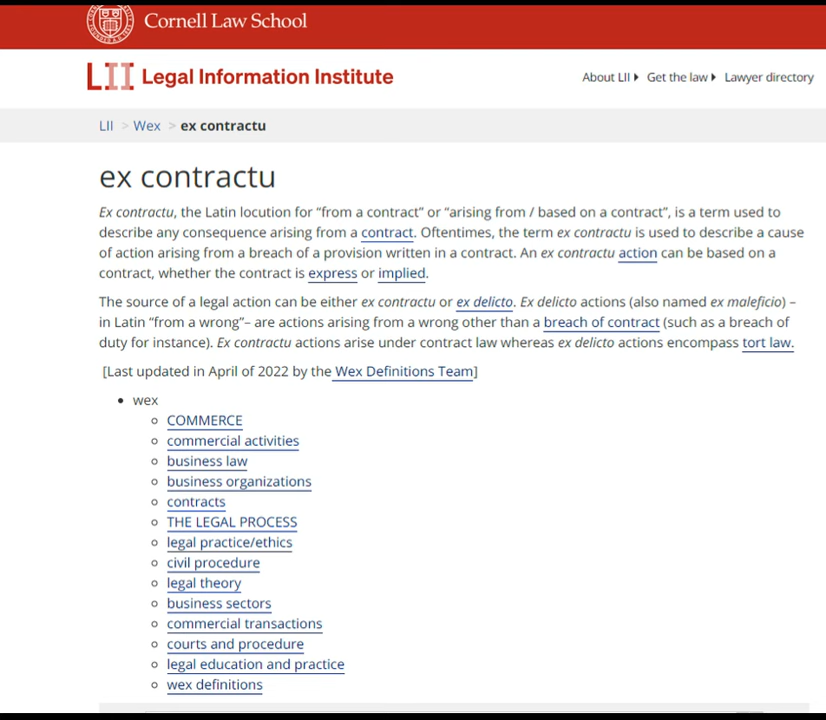 Cornell Law School
LII Legal Information Institute
About LII Get the law Lawyer directory
LII > Wex > ex contractu
ex contractu
Ex contractu, the Latin locution for “from a contract” or “arising from / based on a contract”, is a term used to
describe any consequence arising from a contract. Oftentimes, the term ex contractu is used to describe a cause
of action arising from a breach of a provision written in a contract. An ex contractu action can be based on a
contract, whether the contract is express or implied.
The source of a legal action can be either ex contractu or ex delicto. Ex delicto actions (also named ex maleficio) –
in Latin “from a wrong”– are actions arising from a wrong other than a breach of contract (such as a breach of
duty for instance). Ex contractu actions arise under contract law whereas ex delicto actions encompass tort law.
[Last updated in April of 2022 by the Wex Definitions Team]
wex
COMMERCE
commercial activities
business law
business organizations
contracts
THE LEGAL PROCESS
legal practice/ethics
civil procedure
legal theory
business sectors
commercial transactions
courts and procedure
legal education and practice
wex definitions